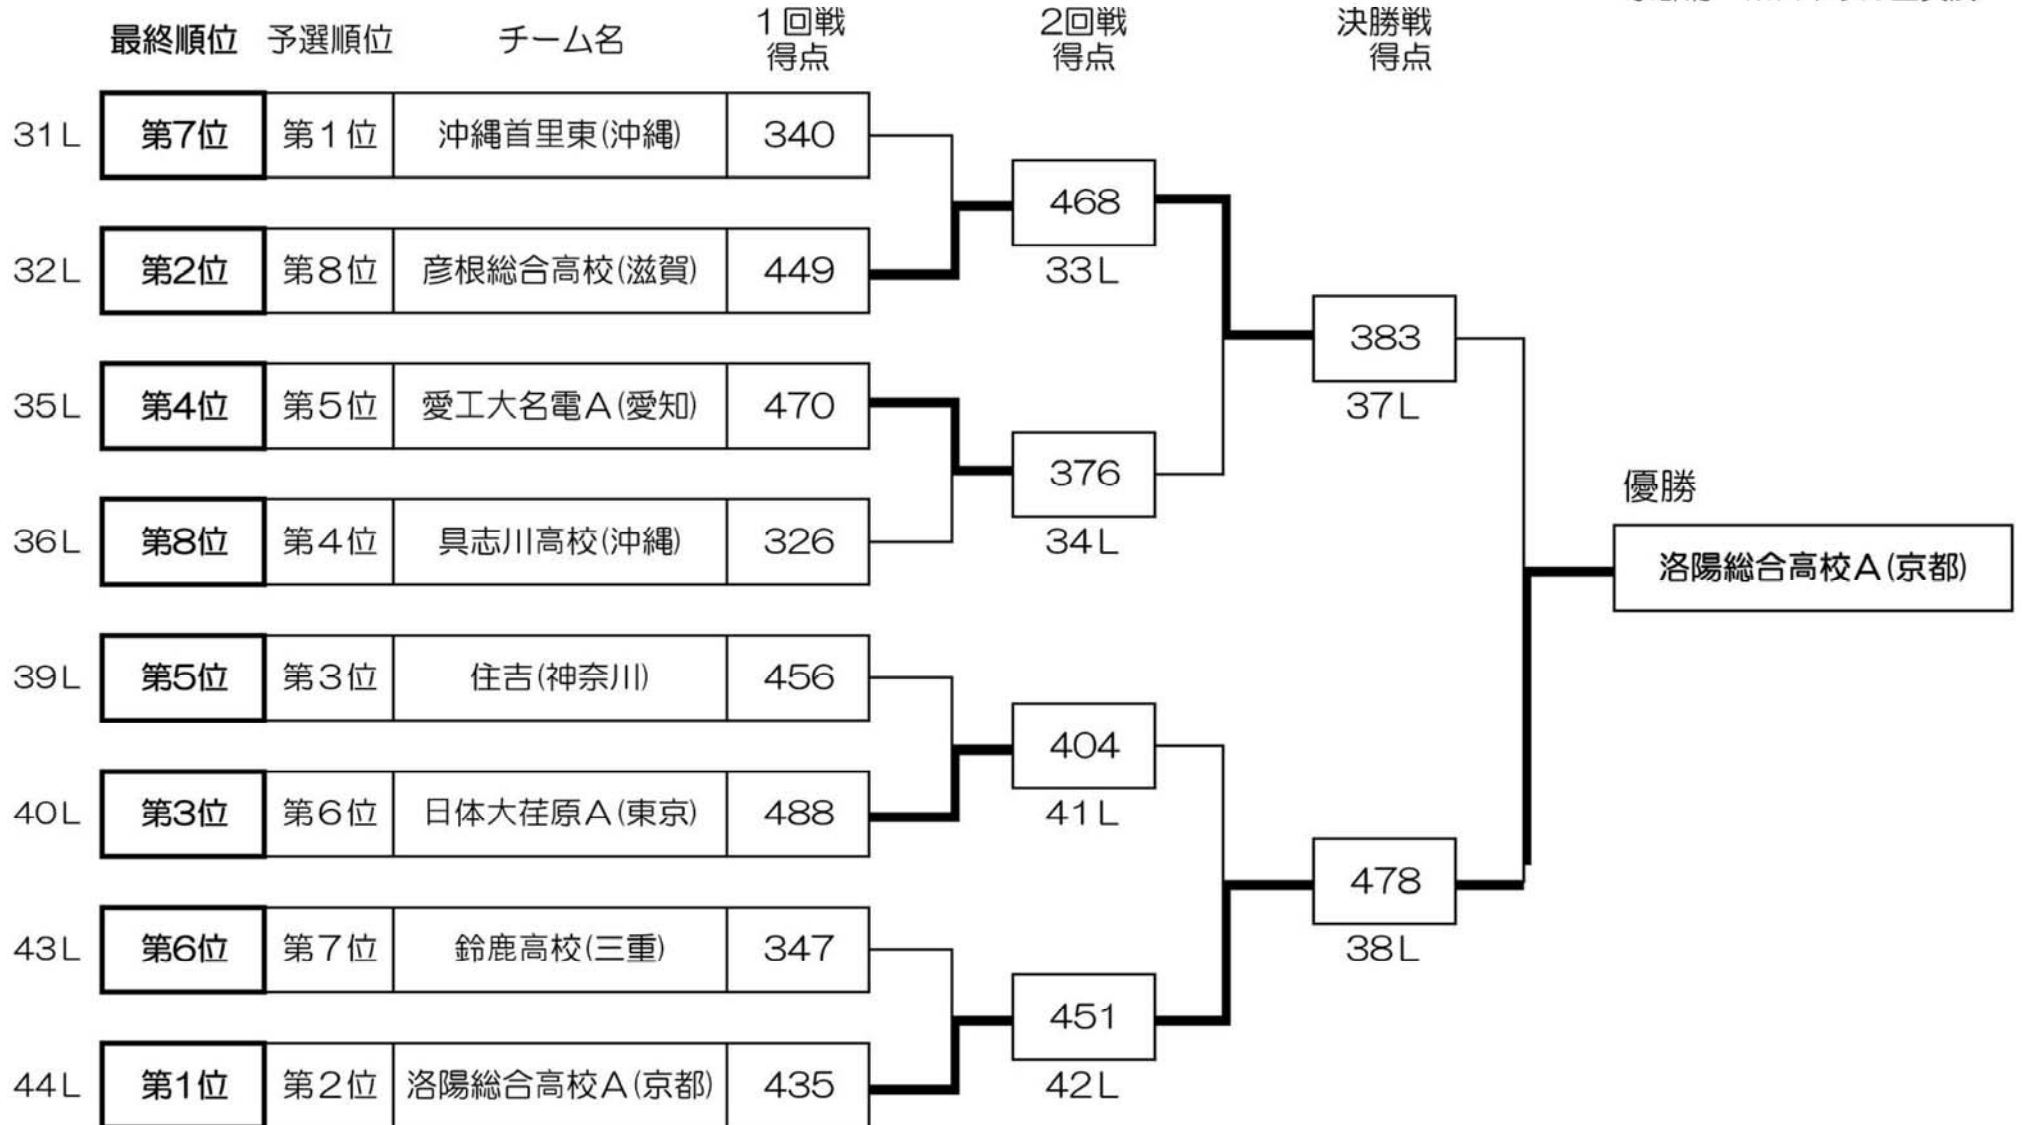 最終順位 予選順位 チーム名 1回戦得点 2回戦得点 決勝戦得点
31L 第7位 第1位 沖縄首里東(沖縄) 340
468
32L 第2位 第8位 彦根総合高校(滋賀) 449
33L
383
35L 第4位 第5位 愛工大名電A(愛知) 470
37L
376
優勝
36L 第8位 第4位 具志川高校(沖縄) 326
34L
洛陽総合高校A(京都)
39L 第5位 第3位 住吉(神奈川) 456
404
40L 第3位 第6位 日体大荏原A(東京) 488
41L
478
43L 第6位 第7位 鈴鹿高校(三重) 347
38L
451
44L 第1位 第2位 洛陽総合高校A(京都) 435
42L